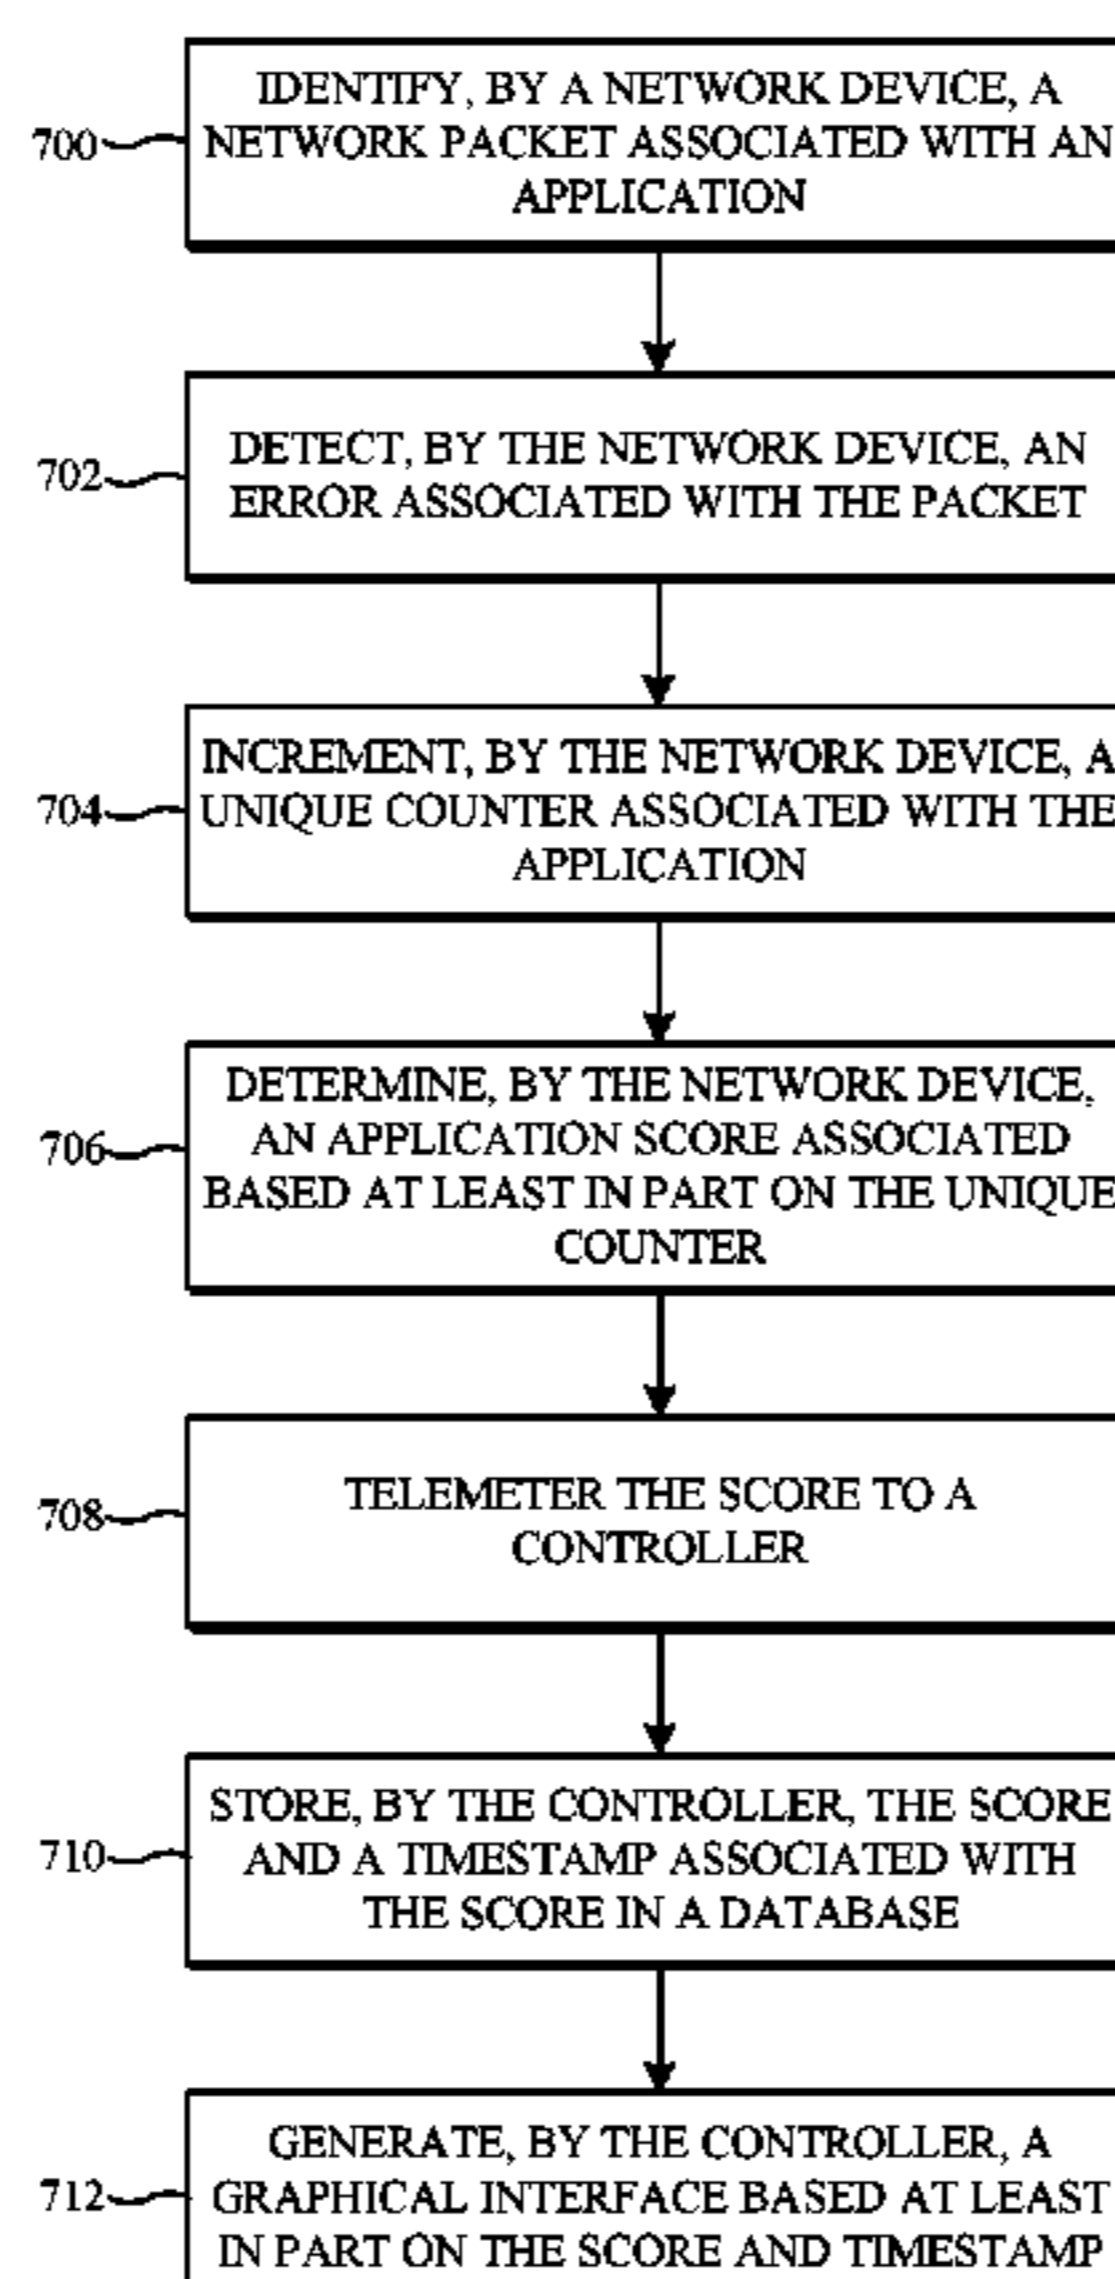 IDENTIFY, BY A NETWORK DEVICE, A
700 NETWORK PACKET ASSOCIATED WITH AN
APPLICATION
DETECT, BY THE NETWORK DEVICE, AN
702 ERROR ASSOCIATED WITH THE PACKET
INCREMENT, BY THE NETWORK DEVICE, A
704 UNIQUE COUNTER ASSOCIATED WITH THE
APPLICATION
DETERMINE, BY THE NETWORK DEVICE,
706 AN APPLICATION SCORE ASSOCIATED
BASED AT LEAST IN PART ON THE UNIQUE
COUNTER
708 TELEMETER THE SCORE TO A
CONTROLLER
STORE, BY THE CONTROLLER, THE SCORE
710 AND A TIMESTAMP ASSOCIATED WITH
THE SCORE IN A DATABASE
GENERATE, BY THE CONTROLLER, A
712 GRAPHICAL INTERFACE BASED AT LEAST
IN PART ON THE SCORE AND TIMESTAMP